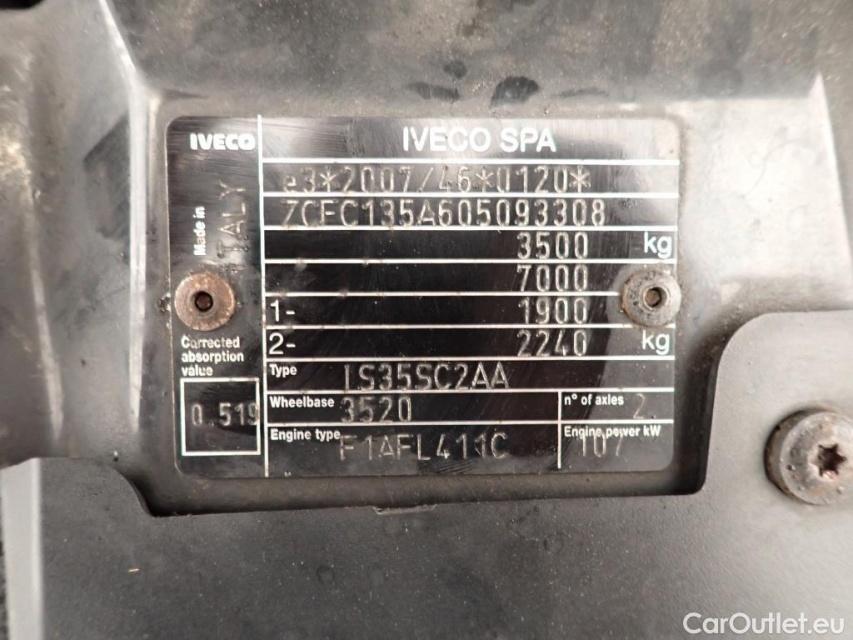 IVECO
IVECO SPA
e3*2007/46*0120*
ZCFC135A605093308
3500 kg
7000
1- 1900
2- 2240 kg
Made in ITALY
Corrected
absorption
value
0.519
Type IS35SC2AA
Wheelbase 3520 n° of axles 2
Engine type F1AFL411C Engine power kW 107
CarOutlet.eu